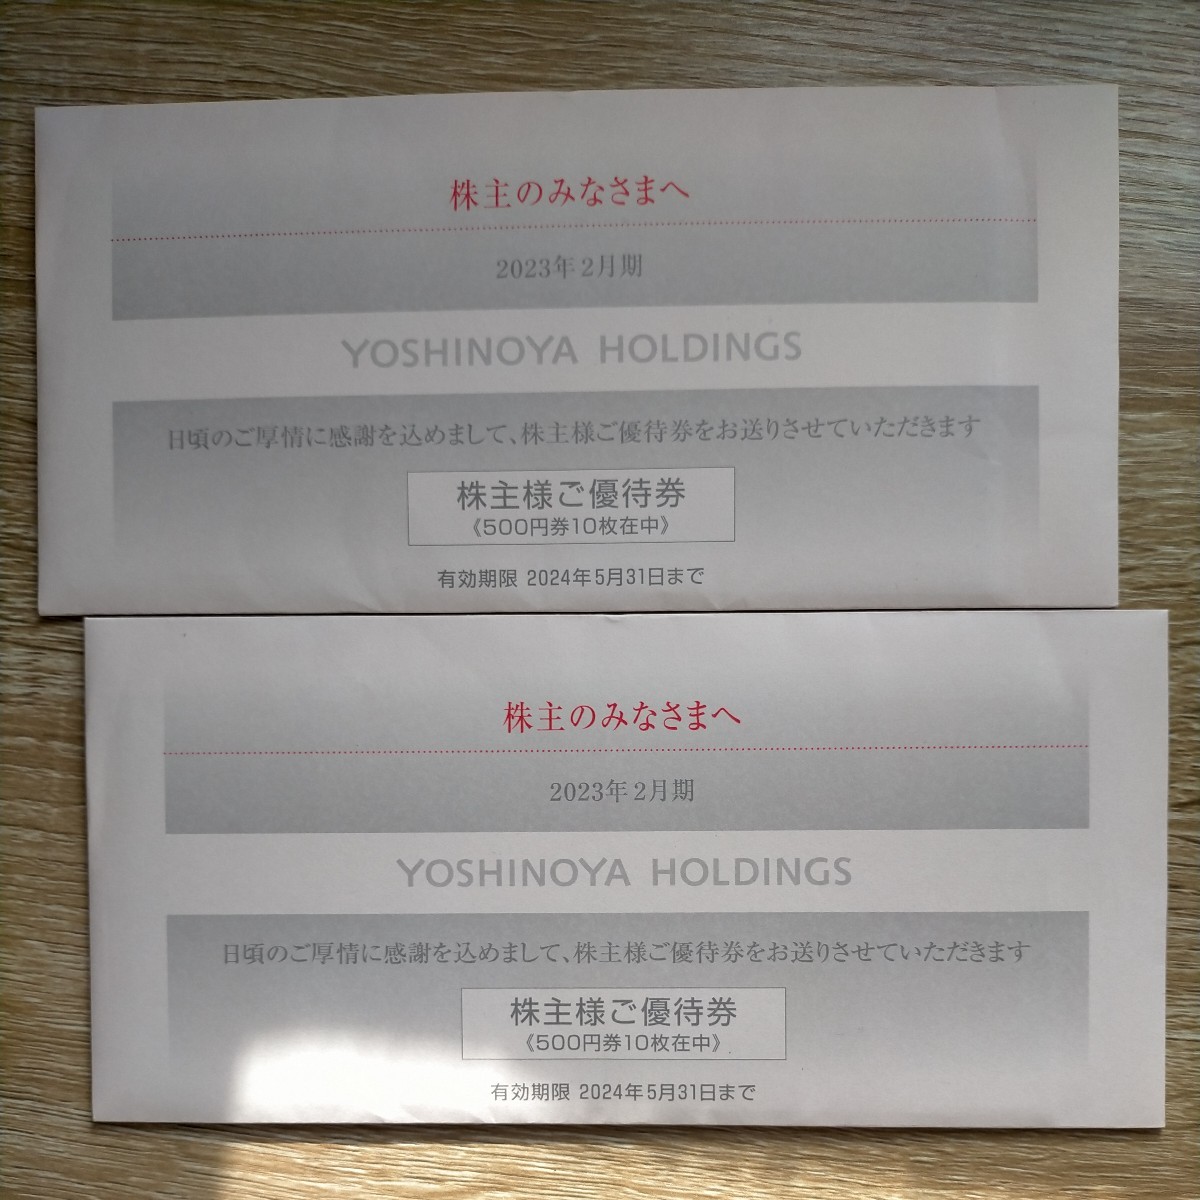 株主のみなさまへ
2023年2月期
YOSHINOYA HOLDINGS
日頃のご厚情に感謝を込めまして、株主様ご優待券をお送りさせていただきます
株主様ご優待券
《500円券10枚在中》
有効期限 2024年5月31日まで
株主のみなさまへ
2023年2月期
YOSHINOYA HOLDINGS
日頃のご厚情に感謝を込めまして、株主様ご優待券をお送りさせていただきます
株主様ご優待券
《500円券10枚在中》
有効期限 2024年5月31日まで